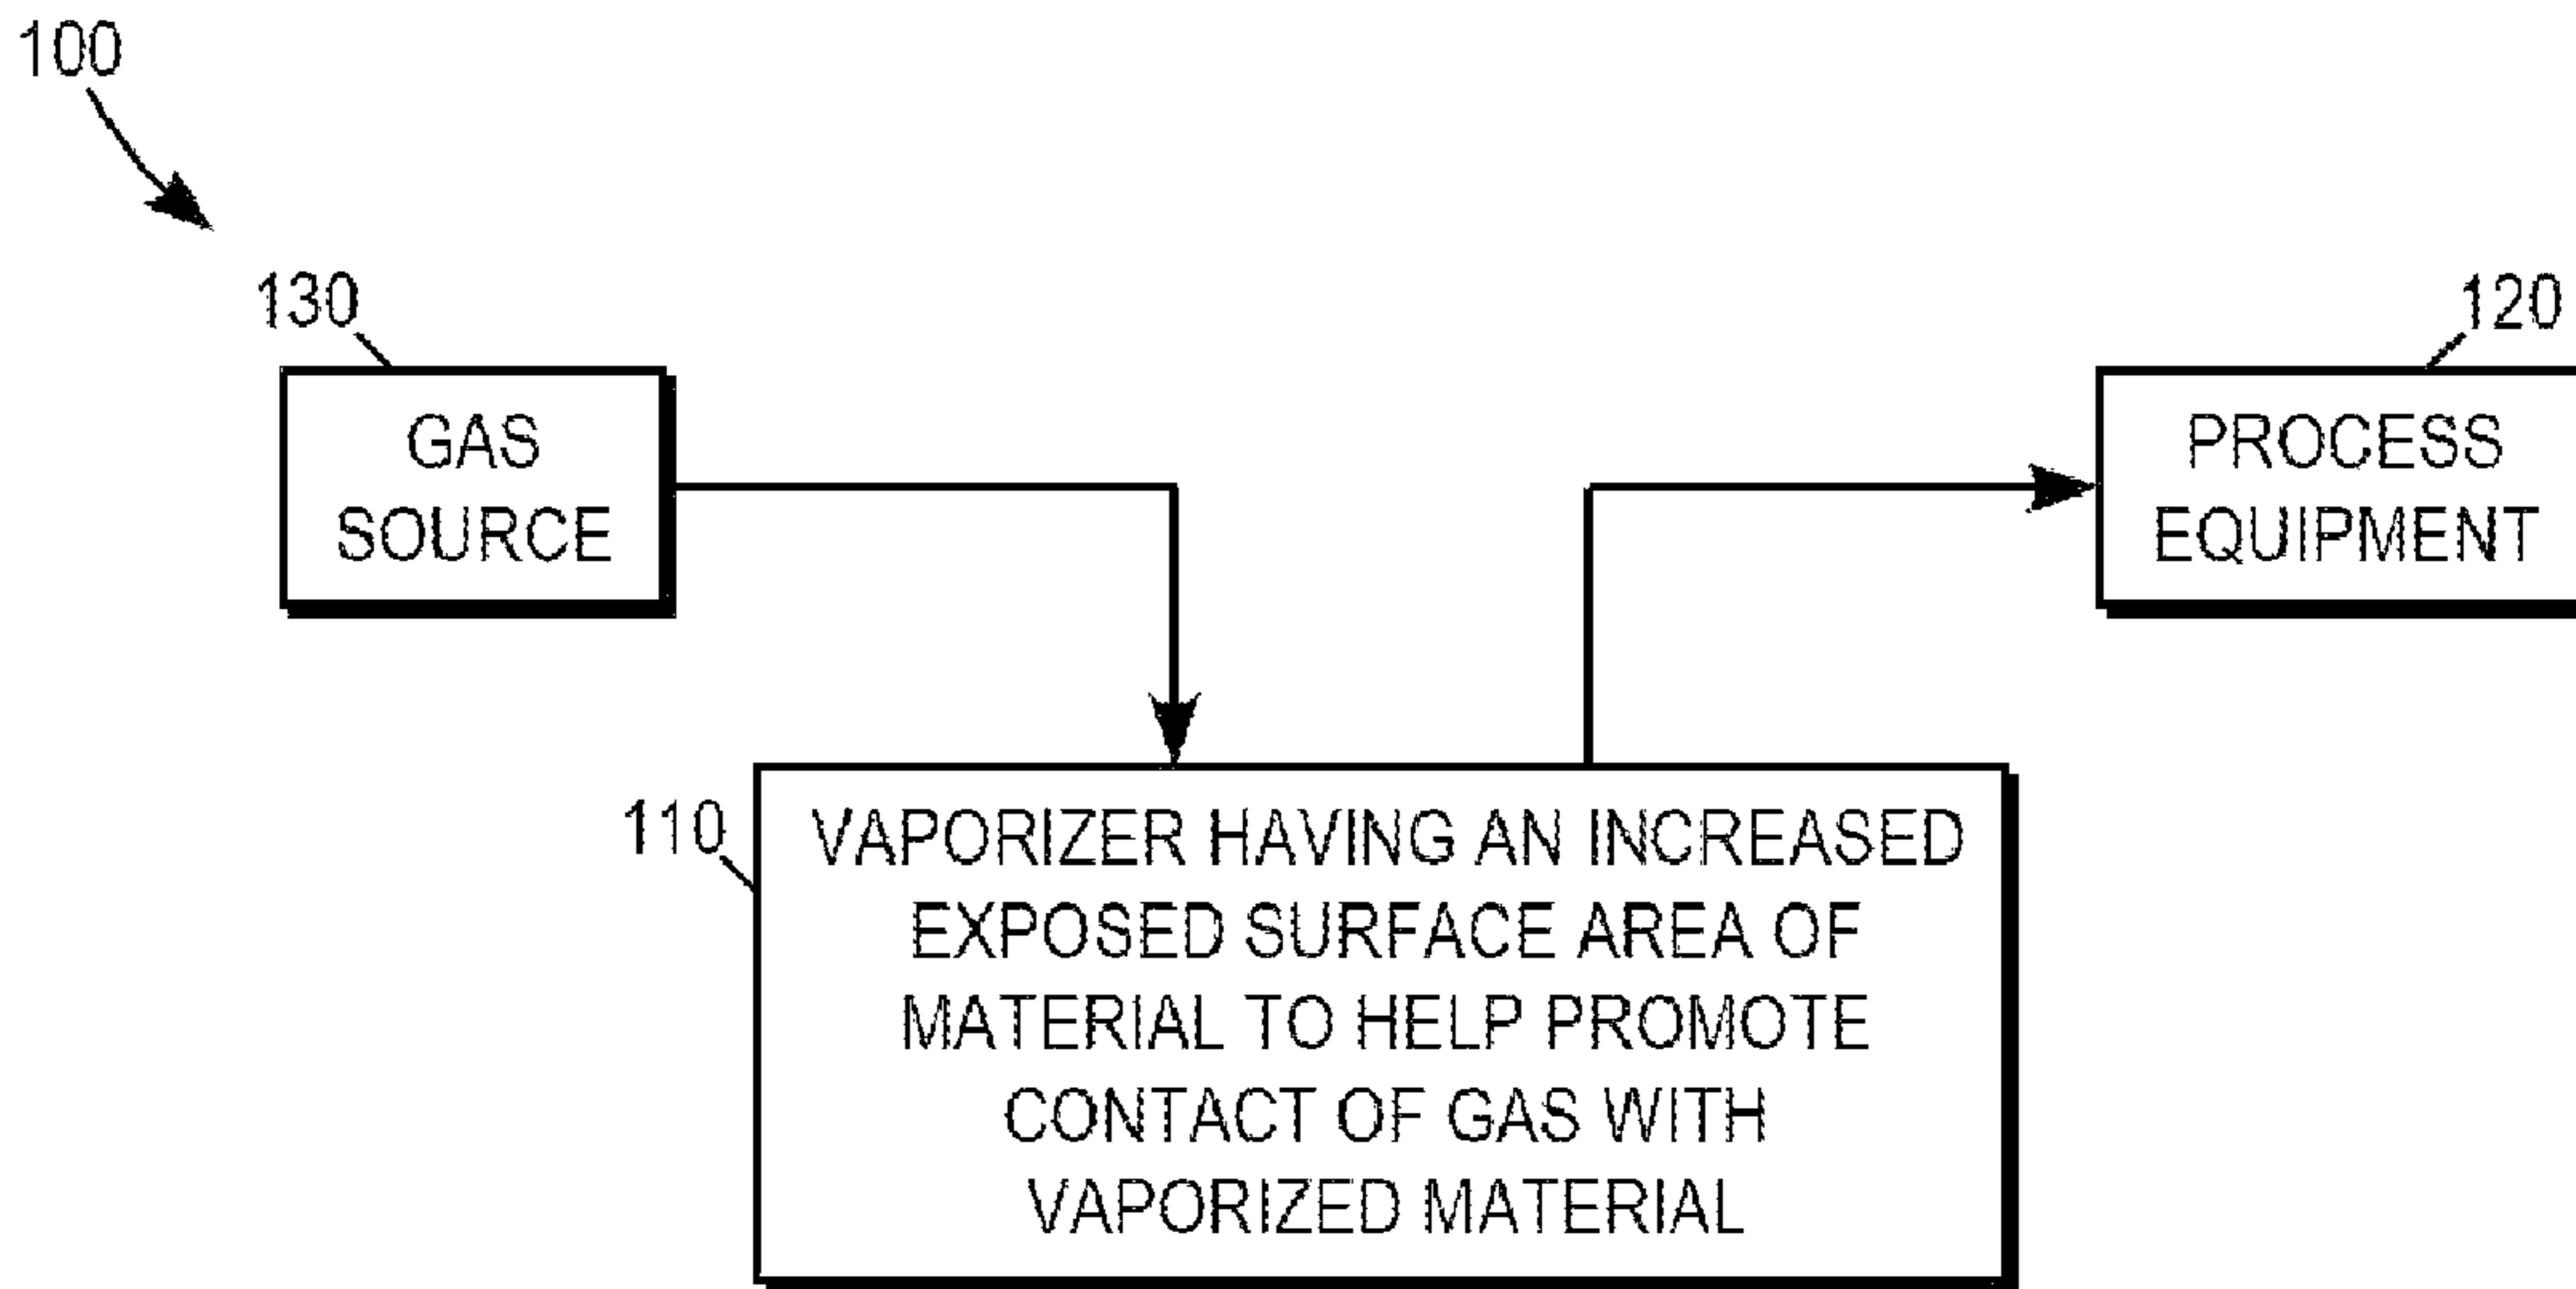 100
130
GAS
SOURCE
120
PROCESS
EQUIPMENT
110
VAPORIZER HAVING AN INCREASED
EXPOSED SURFACE AREA OF
MATERIAL TO HELP PROMOTE
CONTACT OF GAS WITH
VAPORIZED MATERIAL